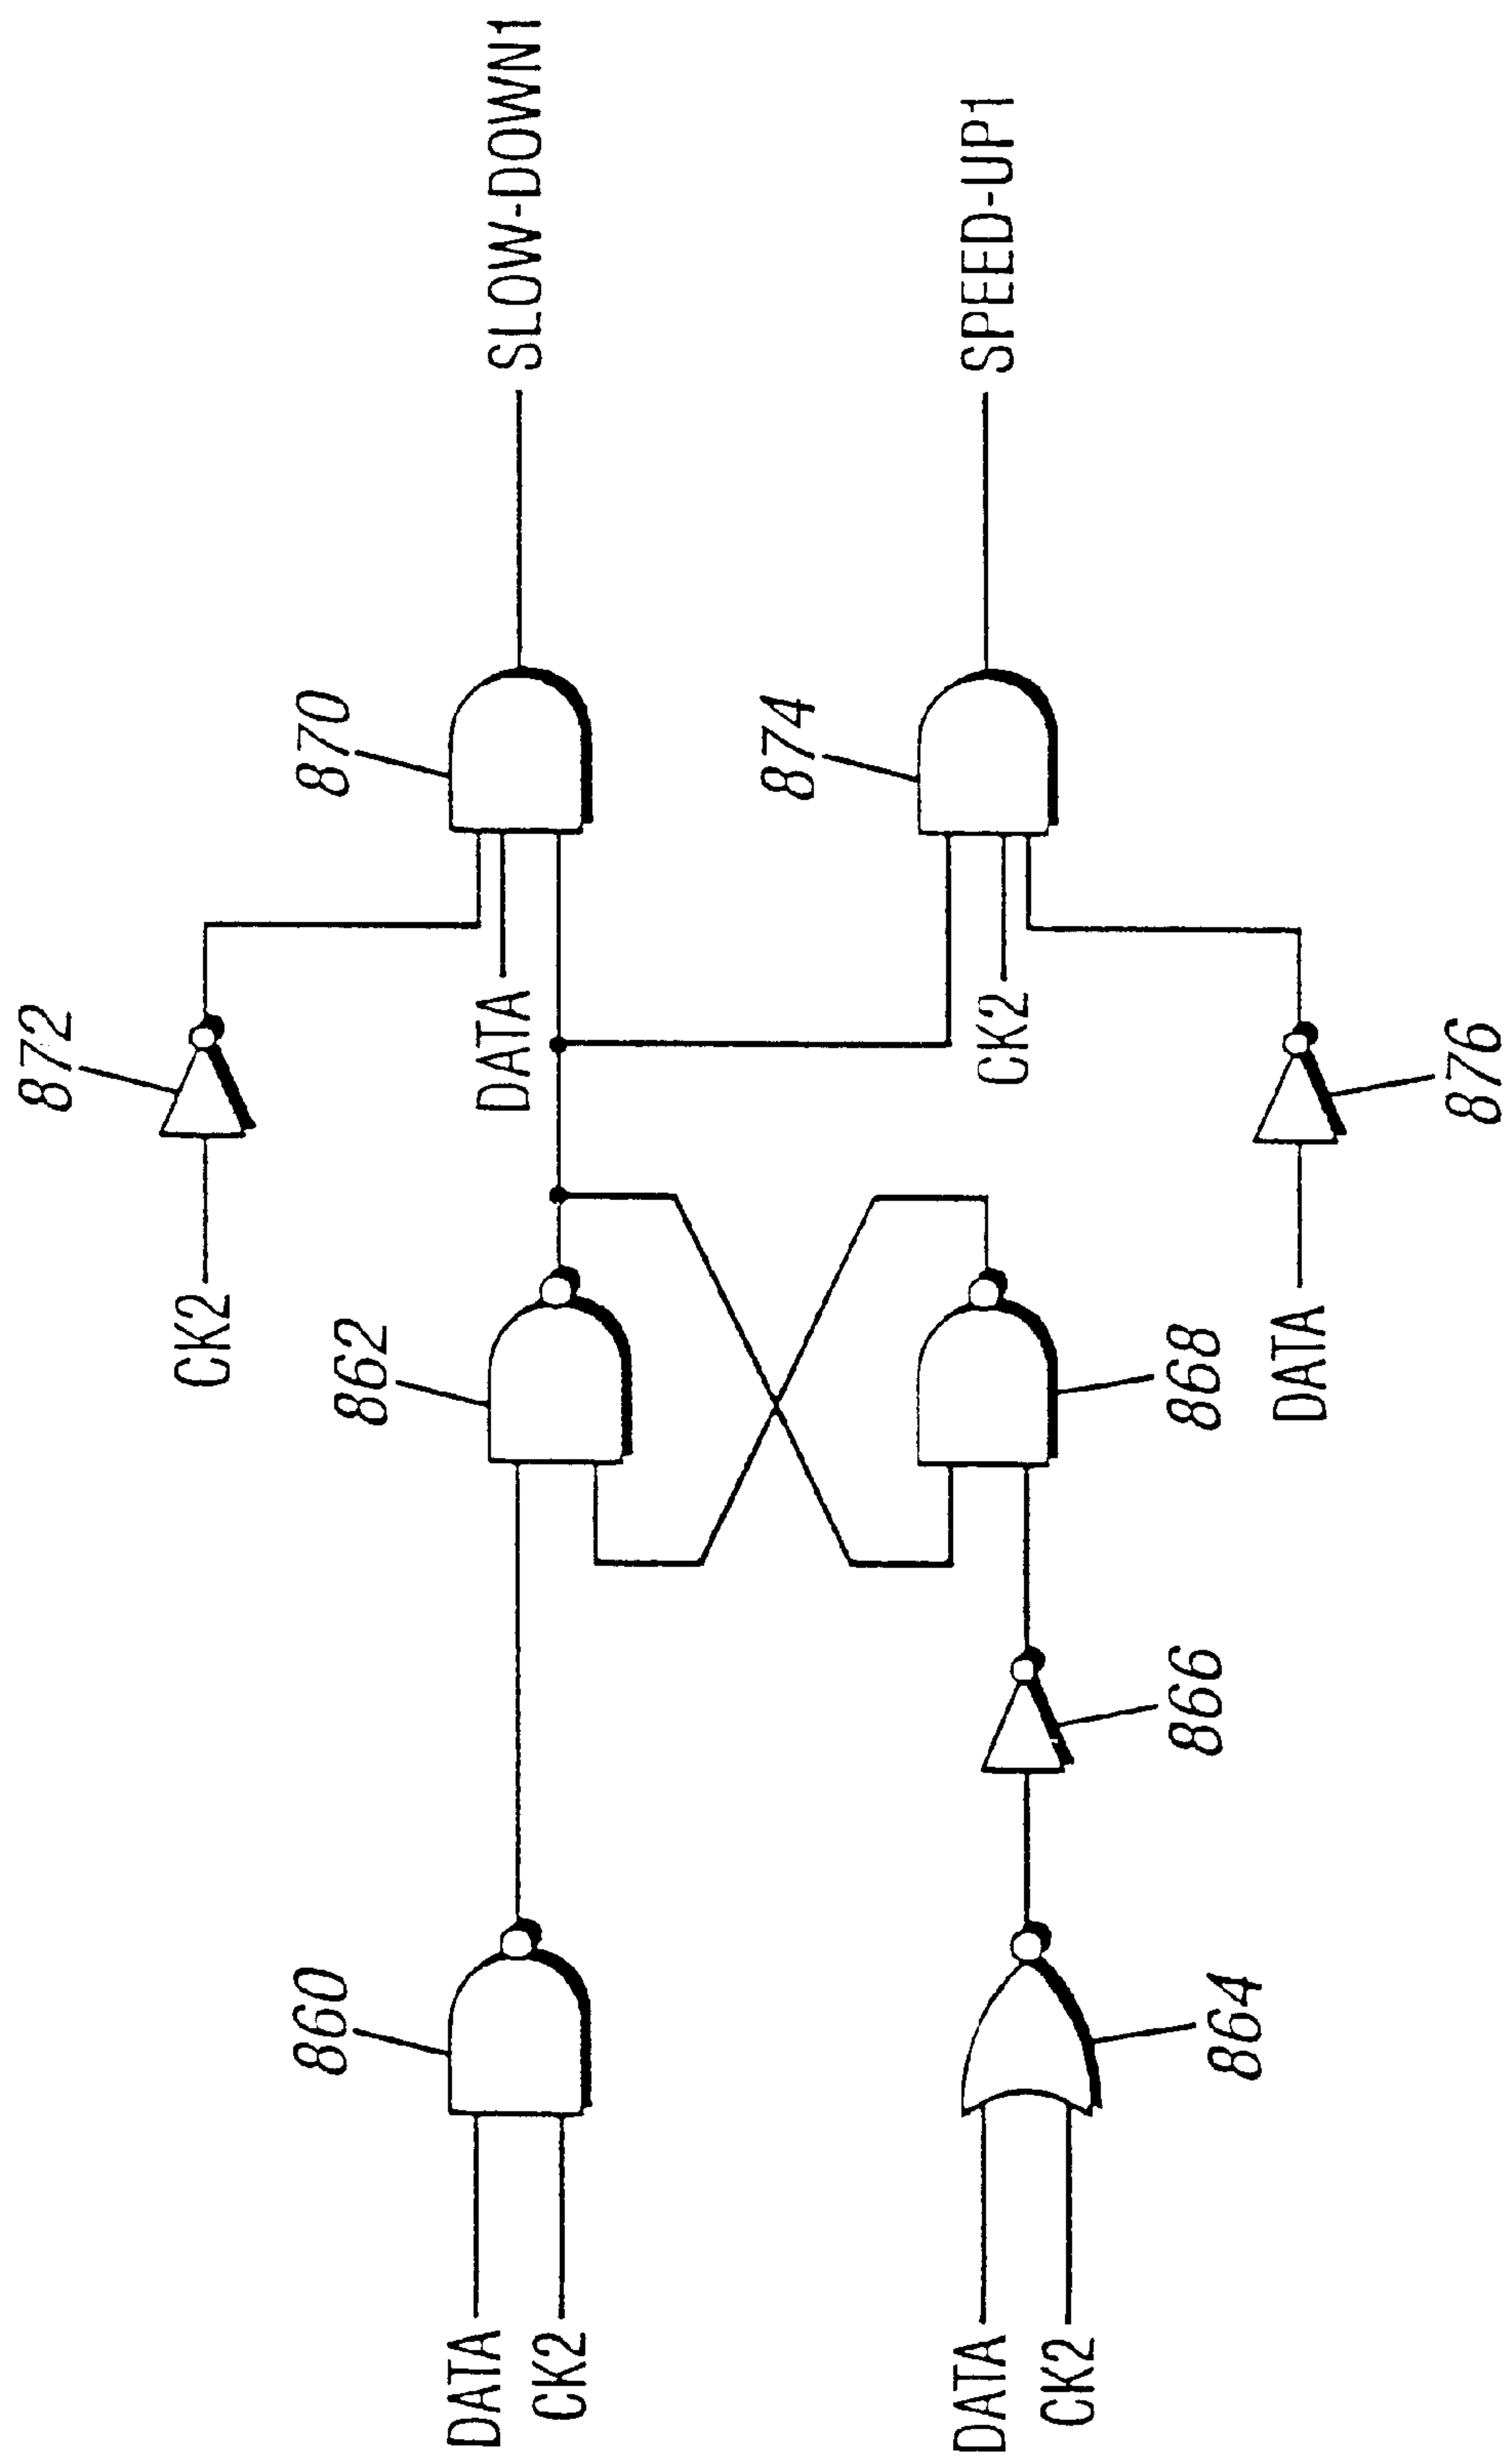 872
CK2
870
SLOW-DOWN1
DATA
862
860
DATA
CK2
874
SPEED-UP1
CK2
868
866
864
DATA
CK2
876
DATA